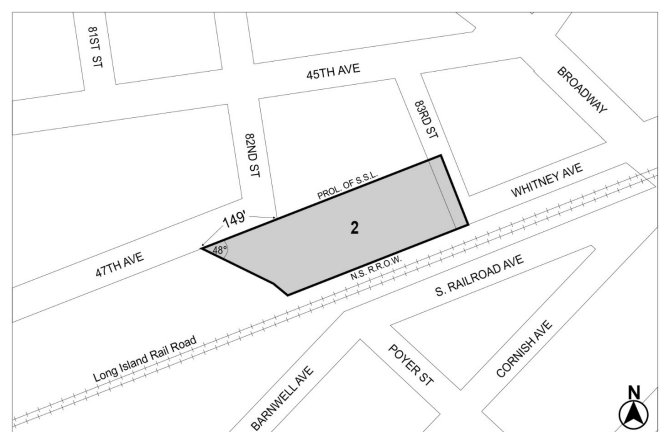 81ST ST
45TH AVE
BROADWAY
83RD ST
82ND ST
PROL. OF S.S.L.
WHITNEY AVE
149'
2
48°
47TH AVE
N.S. R.R.O.W.
S. RAILROAD AVE
Long Island Rail Road
POYER ST
CORNISH AVE
BARNWELL AVE
N